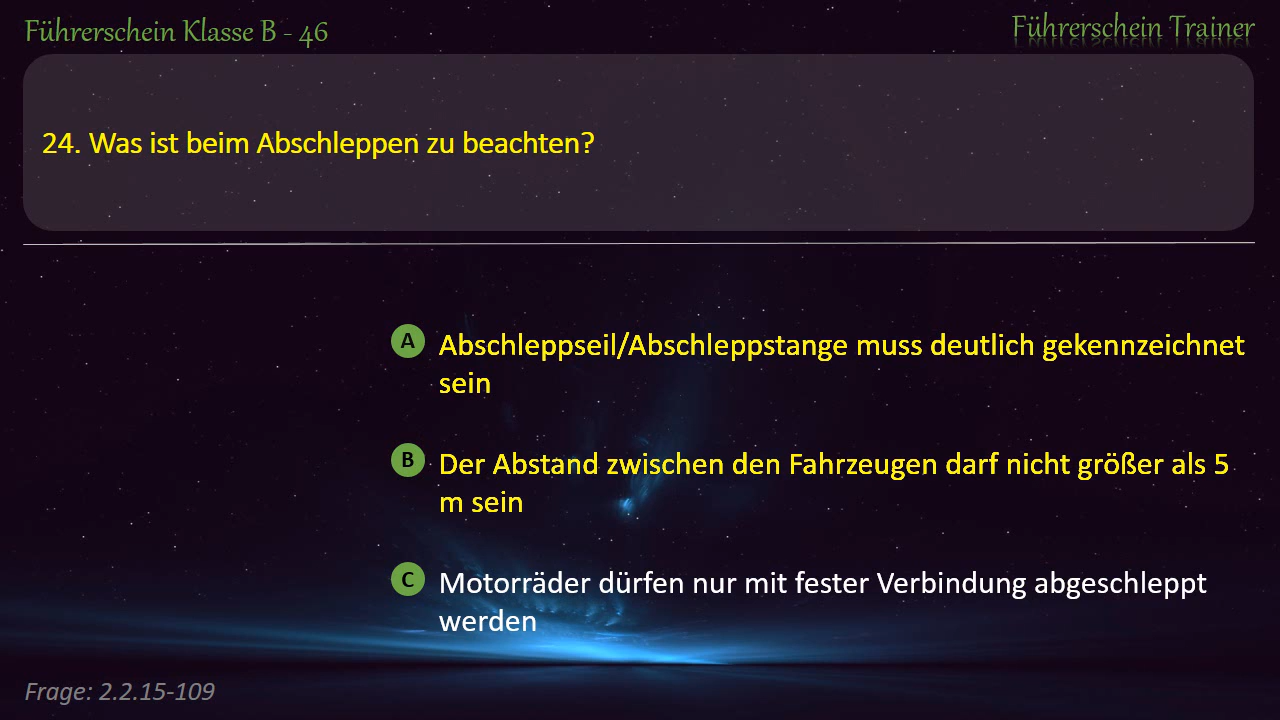 Führerschein Klasse B - 46
Führerschein Trainer
24. Was ist beim Abschleppen zu beachten?
A Abschleppseil/Abschleppstange muss deutlich gekennzeichnet
sein
B Der Abstand zwischen den Fahrzeugen darf nicht größer als 5
m sein
C Motorräder dürfen nur mit fester Verbindung abgeschleppt
werden
Frage: 2.2.15-109